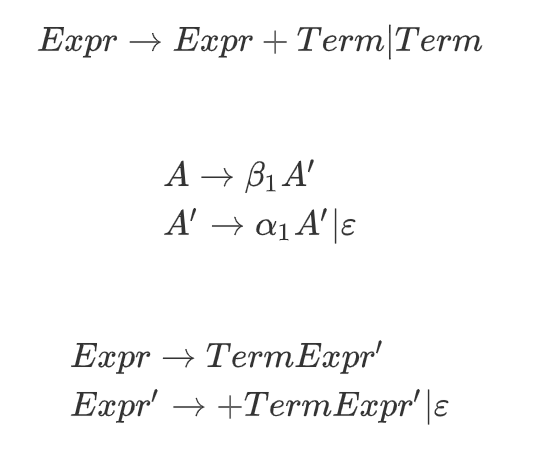 Expr → Expr + Term|Term
A → β₁A′
A′ → α₁A′|ε
Expr → TermExpr′
Expr′ → +TermExpr′|ε